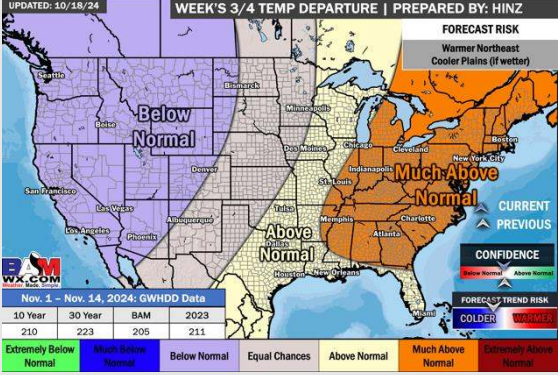 UPDATED: 10/18/24
WEEK'S 3/4 TEMP DEPARTURE | PREPARED BY: HINZ
FORECAST RISK
Warmer Northeast
Cooler Plains (if wetter)
Seattle
Boise
Below
Normal
Bismarck
Minneapolis
Des Moines
Chicago
Cleveland
Boston
New York City
Denver
Indianapolis
St. Louis
Much Above
Normal
San Francisco
Las Vegas
Los Angeles
Phoenix
Albuquerque
Tulsa
Memphis
Charlotte
Atlanta
Above
Dallas
Normal
Houston
New Orleans
Miami
CURRENT
PREVIOUS
CONFIDENCE
Below Normal
Above Normal
FORECAST TREND RISK
COLDER
WARMER
BAM
WX.COM
Weather. Made. Simple.
Nov. 1 – Nov. 14, 2024: GWHDD Data
10 Year 30 Year BAM 2023
210 223 205 211
Extremely Below
Normal
Much Below
Normal
Below Normal
Equal Chances
Above Normal
Much Above
Normal
Extremely Above
Normal